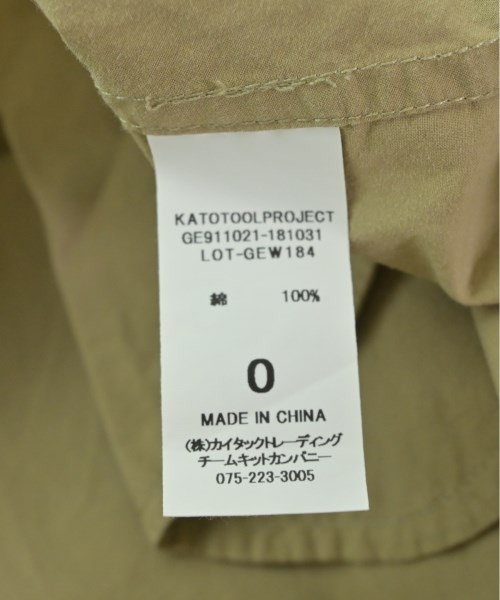 KATOTOOLPROJECT
GE911021-181031
LOT-GEW184
綿 100%
0
MADE IN CHINA
(株)カイタックトレーディング
チームキットカンパニー
075-223-3005